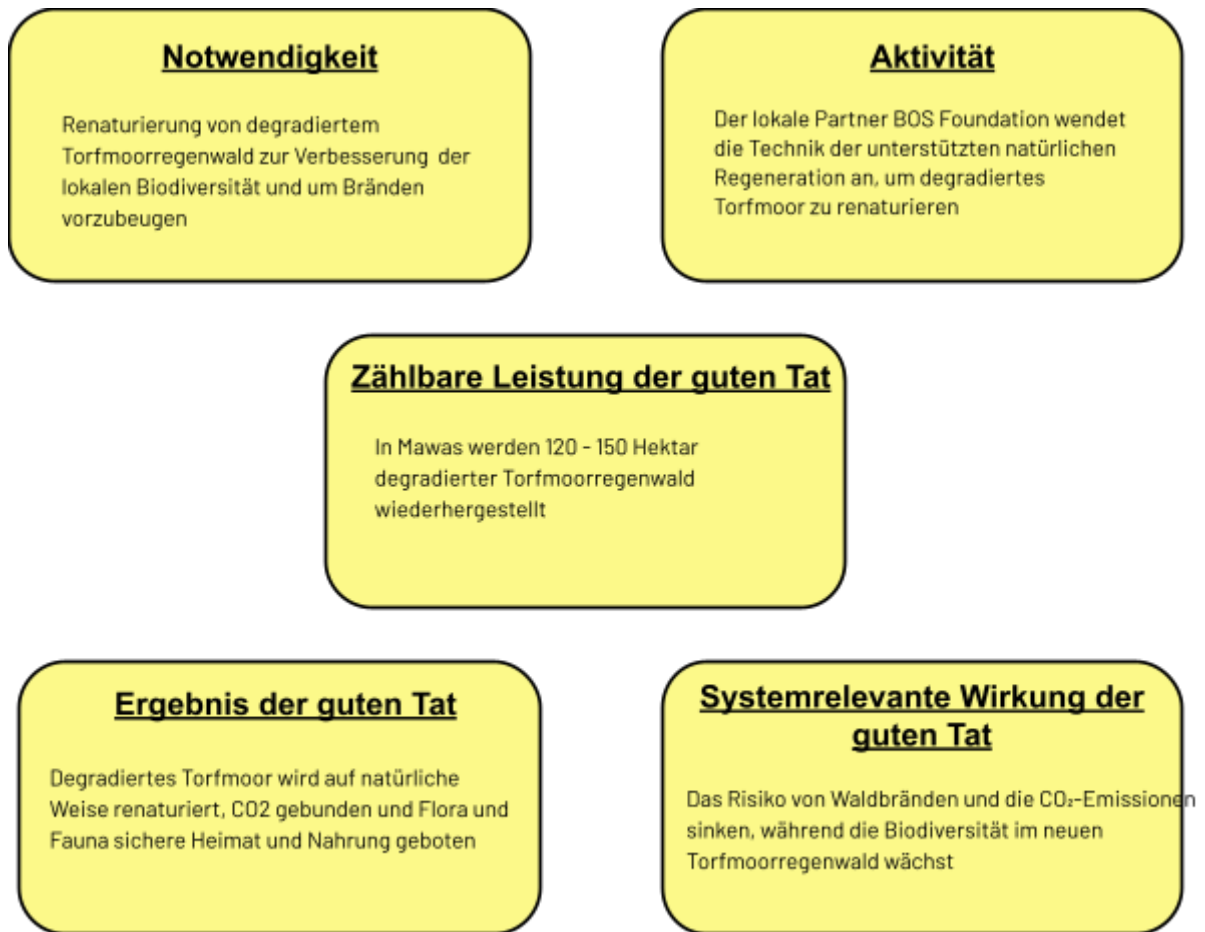 Notwendigkeit
Renaturierung von degradiertem
Torfmoorregenwald zur Verbesserung der
lokalen Biodiversität und um Bränden
vorzubeugen
Aktivität
Der lokale Partner BOS Foundation wendet
die Technik der unterstützten natürlichen
Regeneration an, um degradiertes
Torfmoor zu renaturieren
Zählbare Leistung der guten Tat
In Mawas werden 120 - 150 Hektar
degradierter Torfmoorregenwald
wiederhergestellt
Ergebnis der guten Tat
Degradiertes Torfmoor wird auf natürliche
Weise renaturiert, CO2 gebunden und Flora und
Fauna sichere Heimat und Nahrung geboten
Systemrelevante Wirkung der
guten Tat
Das Risiko von Waldbränden und die CO₂-Emissionen
sinken, während die Biodiversität im neuen
Torfmoorregenwald wächst